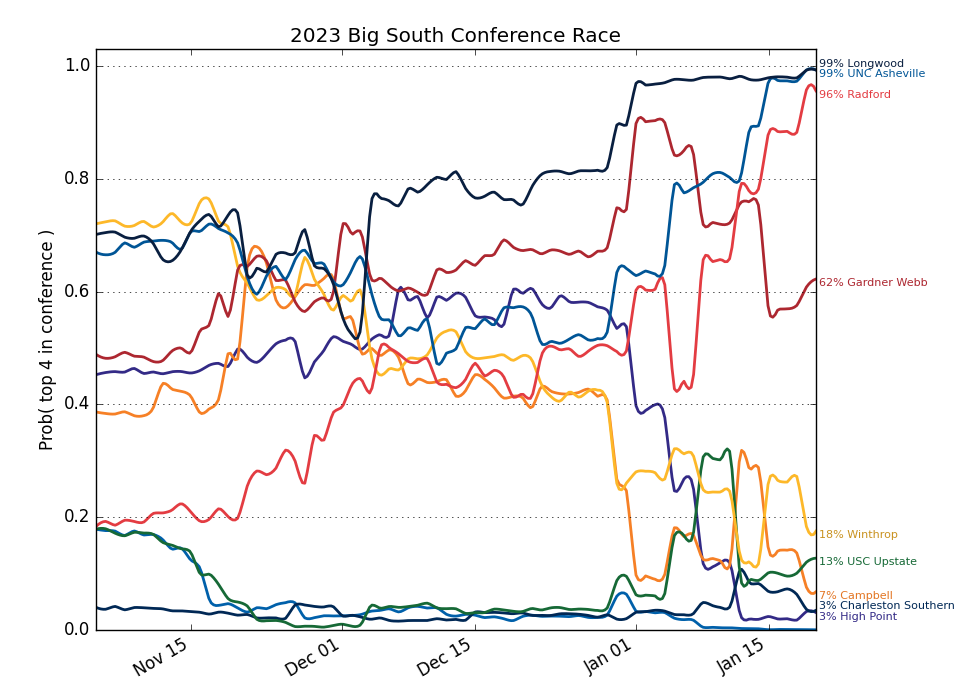 2023 Big South Conference Race
Prob( top 4 in conference )
1.0
0.8
0.6
0.4
0.2
0.0
Nov 15
Dec 01
Dec 15
Jan 01
Jan 15
99% Longwood
99% UNC Asheville
96% Radford
62% Gardner Webb
18% Winthrop
13% USC Upstate
7% Campbell
3% Charleston Southern
3% High Point